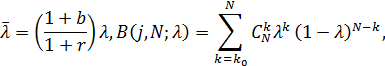 λ̄ = ((1 + b)/(1 + r)) λ, B(j, N; λ) = ∑_{k=k₀}^{N} C_N^k λ^k (1 − λ)^{N−k},